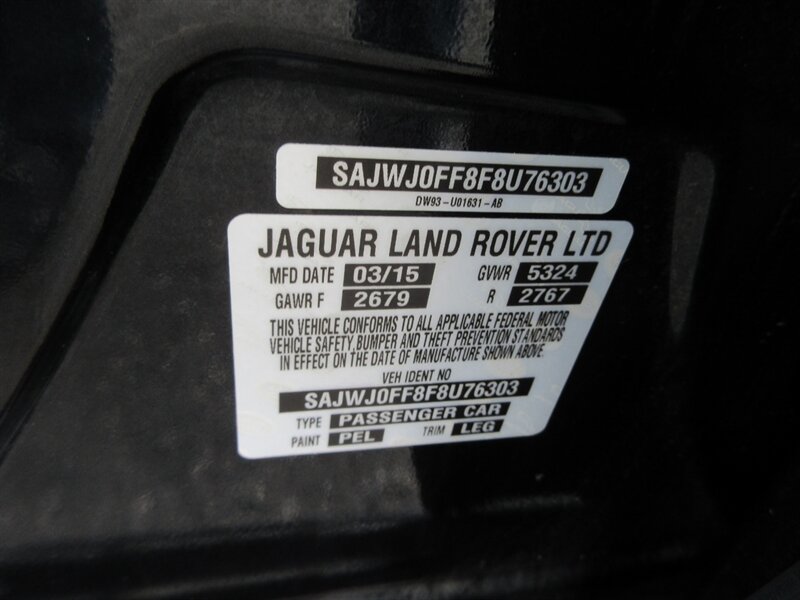 SAJWJ0FF8F8U76303
DW93-U01631-AB
JAGUAR LAND ROVER LTD
MFD DATE 03/15 GVWR 5324
GAWR F 2679 R 2767
THIS VEHICLE CONFORMS TO ALL APPLICABLE FEDERAL MOTOR
VEHICLE SAFETY, BUMPER AND THEFT PREVENTION STANDARDS
IN EFFECT ON THE DATE OF MANUFACTURE SHOWN ABOVE.
VEH IDENT NO
SAJWJ0FF8F8U76303
TYPE PASSENGER CAR
PAINT PEL TRIM LEG